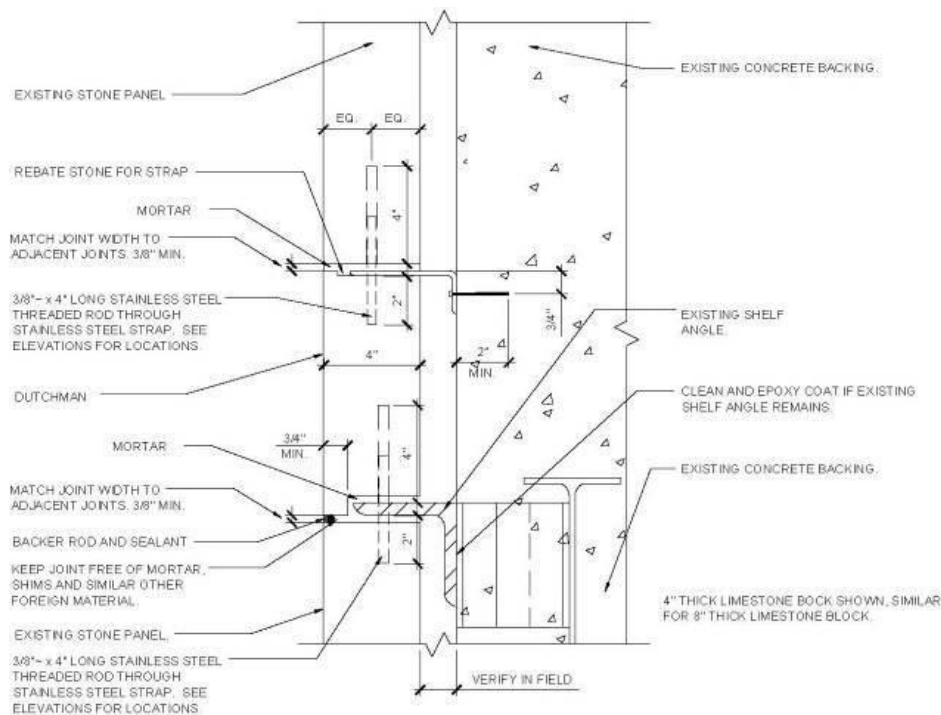 EXISTING STONE PANEL
EXISTING CONCRETE BACKING.
EQ.
EQ.
REBATE STONE FOR STRAP
4"
MORTAR
MATCH JOINT WIDTH TO
ADJACENT JOINTS. 3/8" MIN.
3/8"~ x 4" LONG STAINLESS STEEL
THREADED ROD THROUGH
STAINLESS STEEL STRAP. SEE
ELEVATIONS FOR LOCATIONS.
2"
3/4"
EXISTING SHELF
ANGLE.
4"
2"
MIN.
DUTCHMAN
CLEAN AND EPOXY COAT IF EXISTING
SHELF ANGLE REMAINS.
3/4"
MIN.
MORTAR
4"
EXISTING CONCRETE BACKING.
MATCH JOINT WIDTH TO
ADJACENT JOINTS. 3/8" MIN.
BACKER ROD AND SEALANT
2"
KEEP JOINT FREE OF MORTAR,
SHIMS AND SIMILAR OTHER
FOREIGN MATERIAL.
4" THICK LIMESTONE BOCK SHOWN, SIMILAR
FOR 8" THICK LIMESTONE BLOCK.
EXISTING STONE PANEL.
3/8"~ x 4" LONG STAINLESS STEEL
THREADED ROD THROUGH
STAINLESS STEEL STRAP. SEE
ELEVATIONS FOR LOCATIONS.
VERIFY IN FIELD